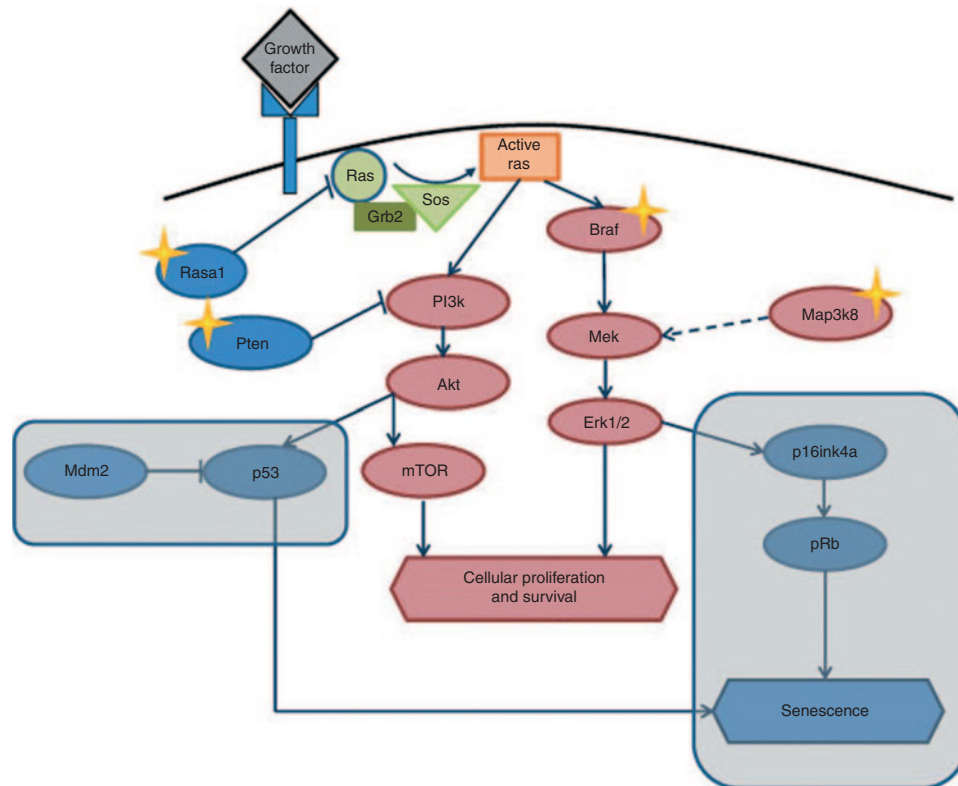 Growth
factor
Active
ras
Ras
Sos
Grb2
Braf
Rasa1
PI3k
Map3k8
Pten
Mek
Akt
Erk1/2
p16ink4a
Mdm2
p53
mTOR
pRb
Cellular proliferation
and survival
Senescence